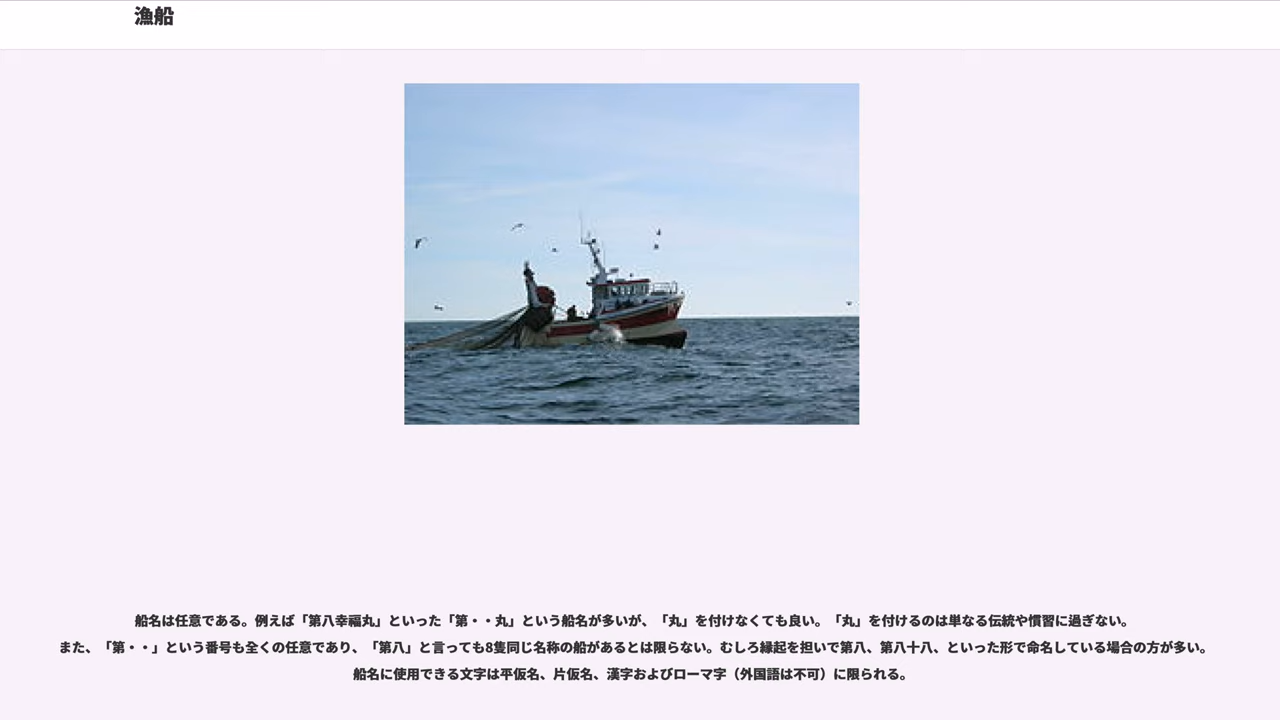 漁船
船名は任意である。例えば「第八幸福丸」といった「第・・丸」という船名が多いが、「丸」を付けなくても良い。「丸」を付けるのは単なる伝統や慣習に過ぎない。
また、「第・・」という番号も全くの任意であり、「第八」と言っても8隻同じ名称の船があるとは限らない。むしろ縁起を担いで第八、第八十八、といった形で命名している場合の方が多い。
船名に使用できる文字は平仮名、片仮名、漢字およびローマ字（外国語は不可）に限られる。